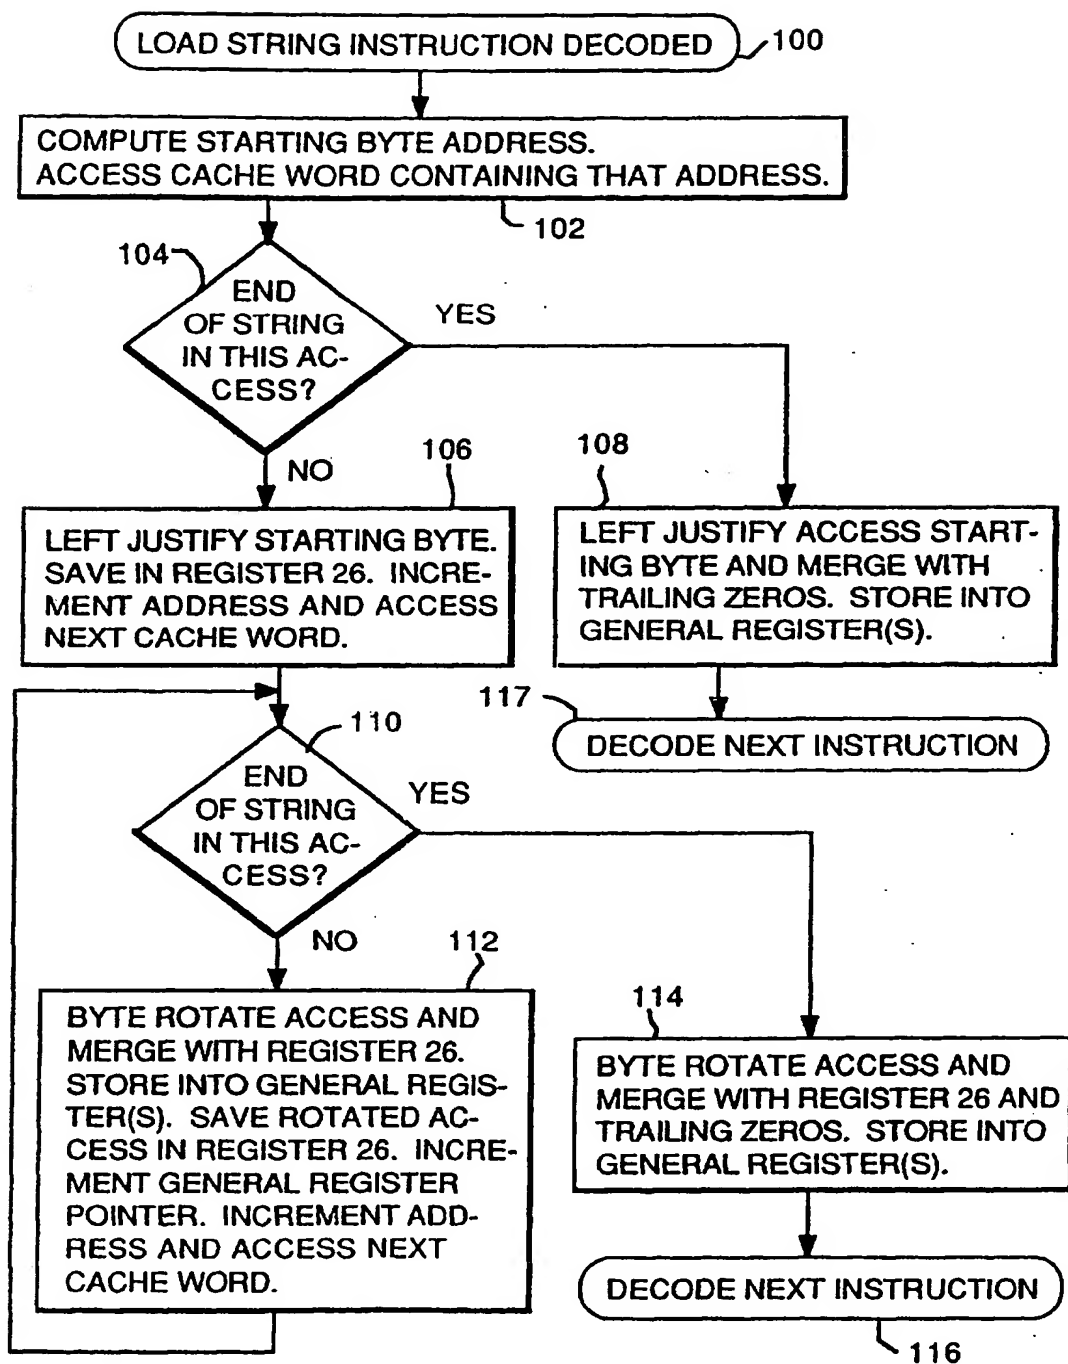 LOAD STRING INSTRUCTION DECODED
100
COMPUTE STARTING BYTE ADDRESS.
ACCESS CACHE WORD CONTAINING THAT ADDRESS.
102
104
END
OF STRING
IN THIS AC-
CESS?
YES
NO
106
LEFT JUSTIFY STARTING BYTE.
SAVE IN REGISTER 26. INCRE-
MENT ADDRESS AND ACCESS
NEXT CACHE WORD.
108
LEFT JUSTIFY ACCESS START-
ING BYTE AND MERGE WITH
TRAILING ZEROS. STORE INTO
GENERAL REGISTER(S).
117
DECODE NEXT INSTRUCTION
110
END
OF STRING
IN THIS AC-
CESS?
YES
NO
112
BYTE ROTATE ACCESS AND
MERGE WITH REGISTER 26.
STORE INTO GENERAL REGIS-
TER(S). SAVE ROTATED AC-
CESS IN REGISTER 26. INCRE-
MENT GENERAL REGISTER
POINTER. INCREMENT ADD-
RESS AND ACCESS NEXT
CACHE WORD.
114
BYTE ROTATE ACCESS AND
MERGE WITH REGISTER 26 AND
TRAILING ZEROS. STORE INTO
GENERAL REGISTER(S).
DECODE NEXT INSTRUCTION
116